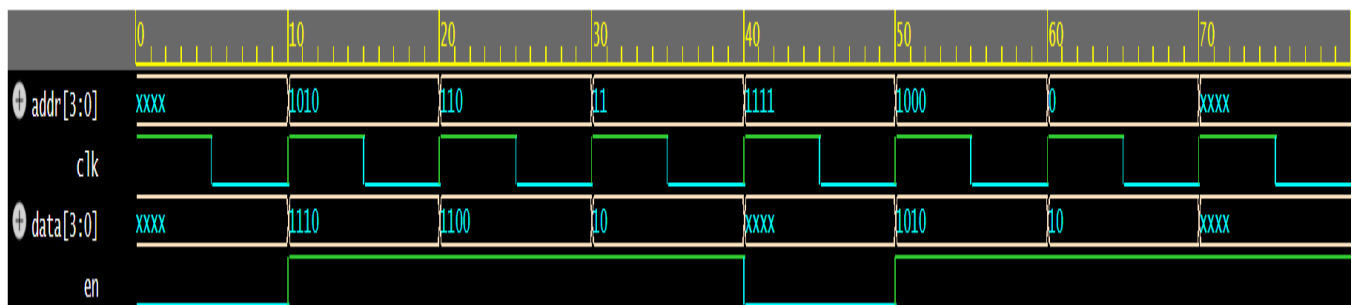 0 10 20 30 40 50 60 70
addr[3:0] xxxx 1010 110 11 1111 1000 0 xxxx
clk
data[3:0] xxxx 1110 1100 10 xxxx 1010 10 xxxx
en